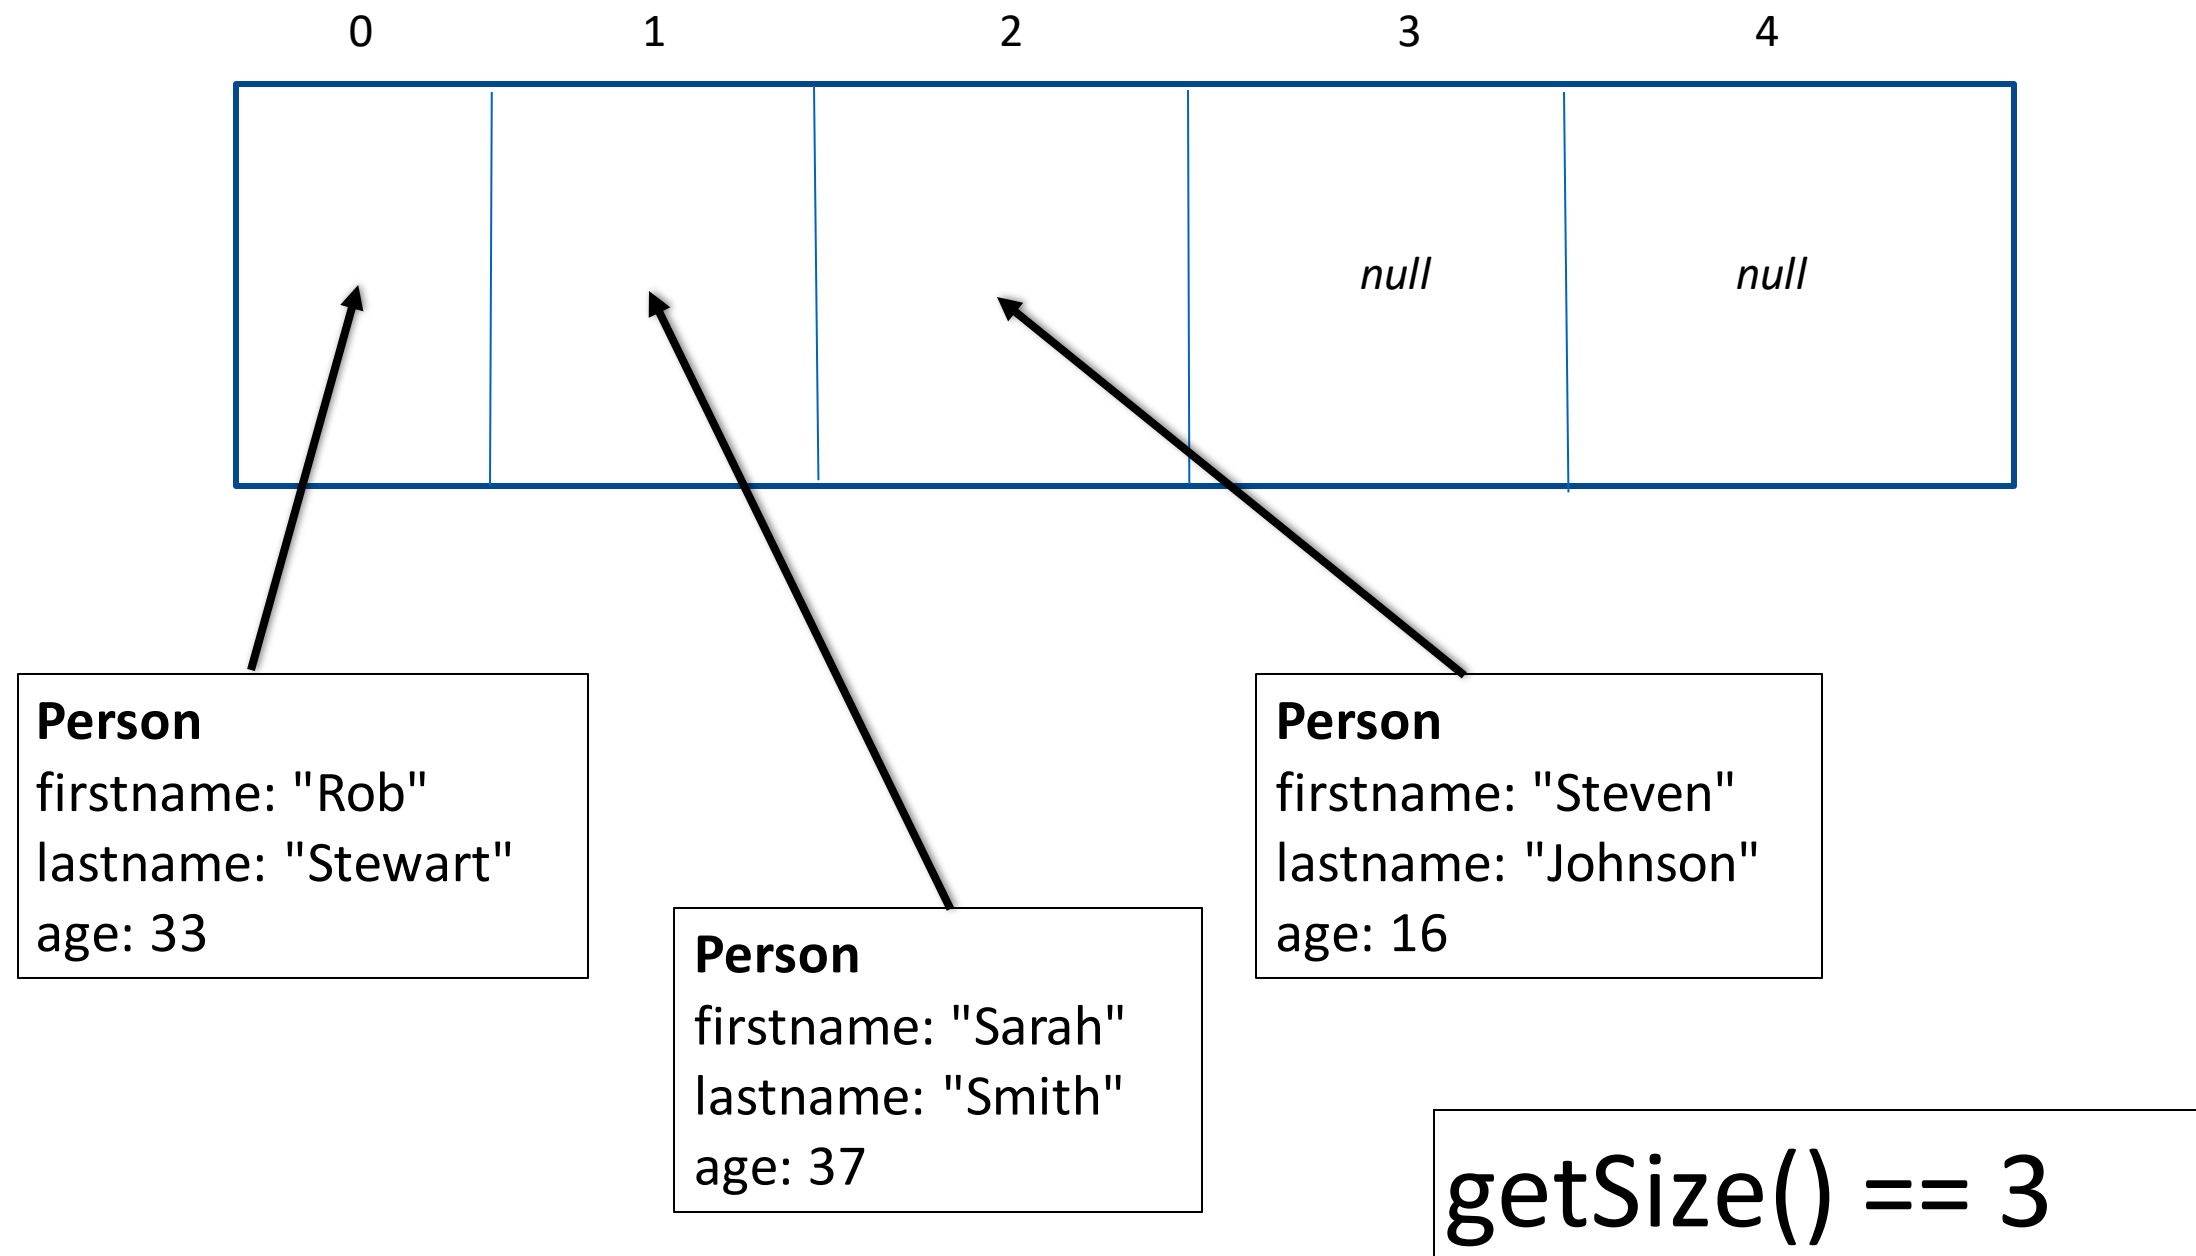 0 1 2 3 4
null null
Person
firstname: "Rob"
lastname: "Stewart"
age: 33
Person
firstname: "Sarah"
lastname: "Smith"
age: 37
Person
firstname: "Steven"
lastname: "Johnson"
age: 16
getSize() == 3